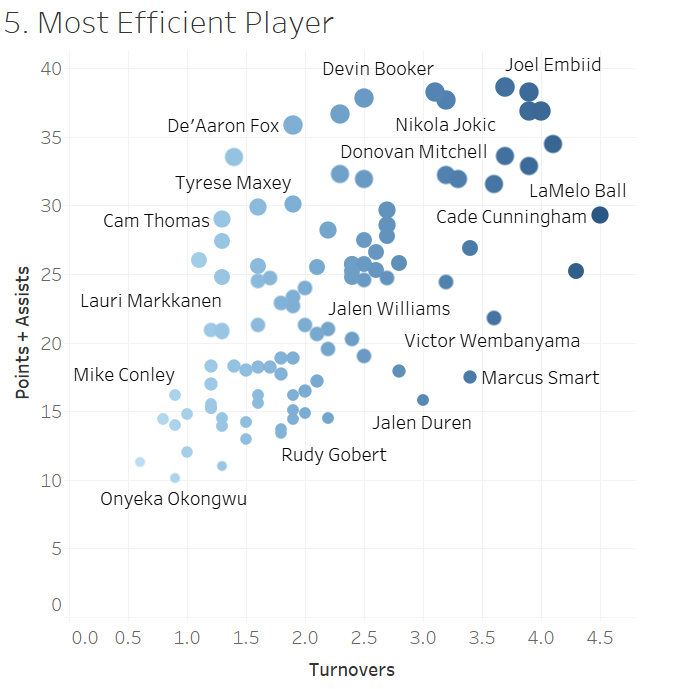 5. Most Efficient Player
40
Devin Booker
Joel Embiid
De'Aaron Fox
Nikola Jokic
35
Donovan Mitchell
Tyrese Maxey
LaMelo Ball
30
Cam Thomas
Cade Cunningham
25
Lauri Markkanen
Jalen Williams
20
Victor Wembanyama
Mike Conley
Marcus Smart
15
Jalen Duren
Rudy Gobert
10
Onyeka Okongwu
5
0
Points + Assists
0.0 0.5 1.0 1.5 2.0 2.5 3.0 3.5 4.0 4.5
Turnovers